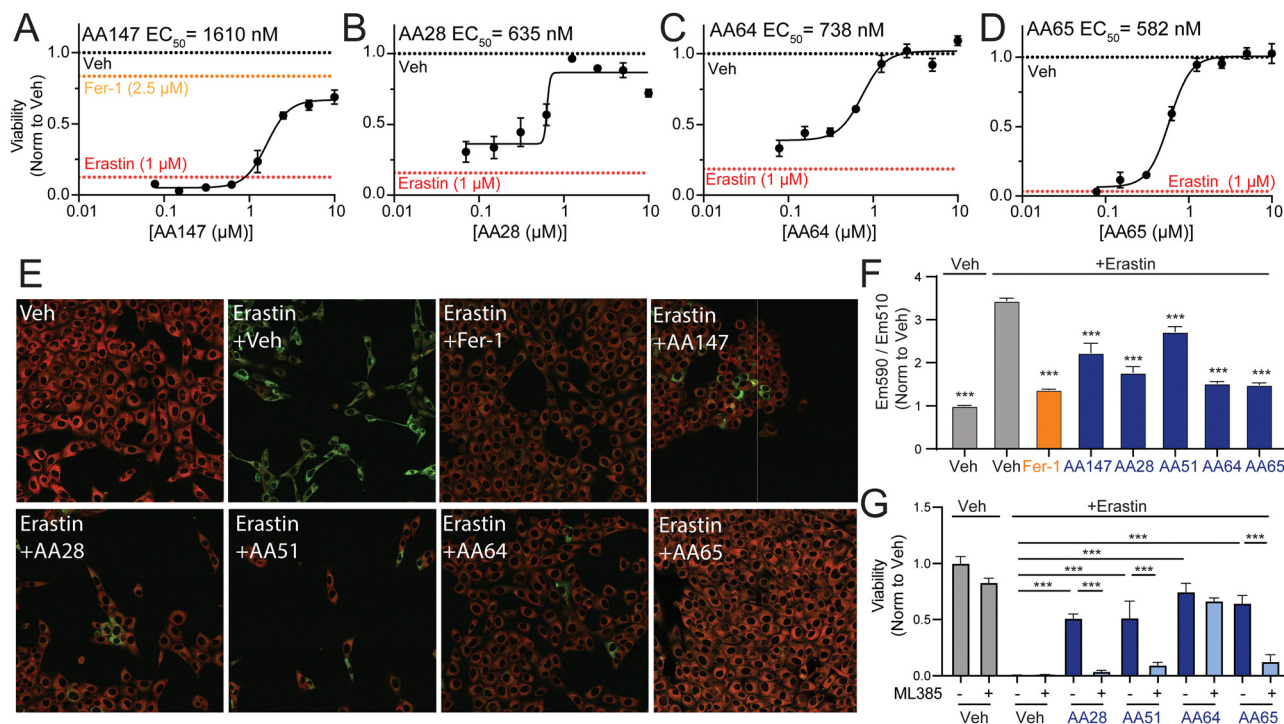 A
AA147 EC50 = 1610 nM
1.0
Veh
Fer-1 (2.5 µM)
0.5
Erastin (1 µM)
0.0
0.01 0.1 1 10
[AA147 (µM)]
Viability
(Norm to Veh)
B
AA28 EC50 = 635 nM
1.0
Veh
0.5
Erastin (1 µM)
0.0
0.01 0.1 1 10
[AA28 (µM)]
C
AA64 EC50 = 738 nM
1.0
Veh
0.5
Erastin (1 µM)
0.0
0.01 0.1 1 10
[AA64 (µM)]
D
AA65 EC50 = 582 nM
1.0
Veh
0.5
Erastin (1 µM)
0.0
0.01 0.1 1 10
[AA65 (µM)]
E
Veh
Erastin
+Veh
Erastin
+Fer-1
Erastin
+AA147
Erastin
+AA28
Erastin
+AA51
Erastin
+AA64
Erastin
+AA65
F
Veh +Erastin
Em590 / Em510
(Norm to Veh)
4
3
2
1
0
*** *** *** *** *** *** ***
Veh Veh Fer-1 AA147 AA28 AA51 AA64 AA65
G
Veh +Erastin
Viability
(Norm to Veh)
1.5
1.0
0.5
0.0
*** ***
***
*** ***
*** ***
ML385 - + - + - + - + - + - +
Veh Veh AA28 AA51 AA64 AA65